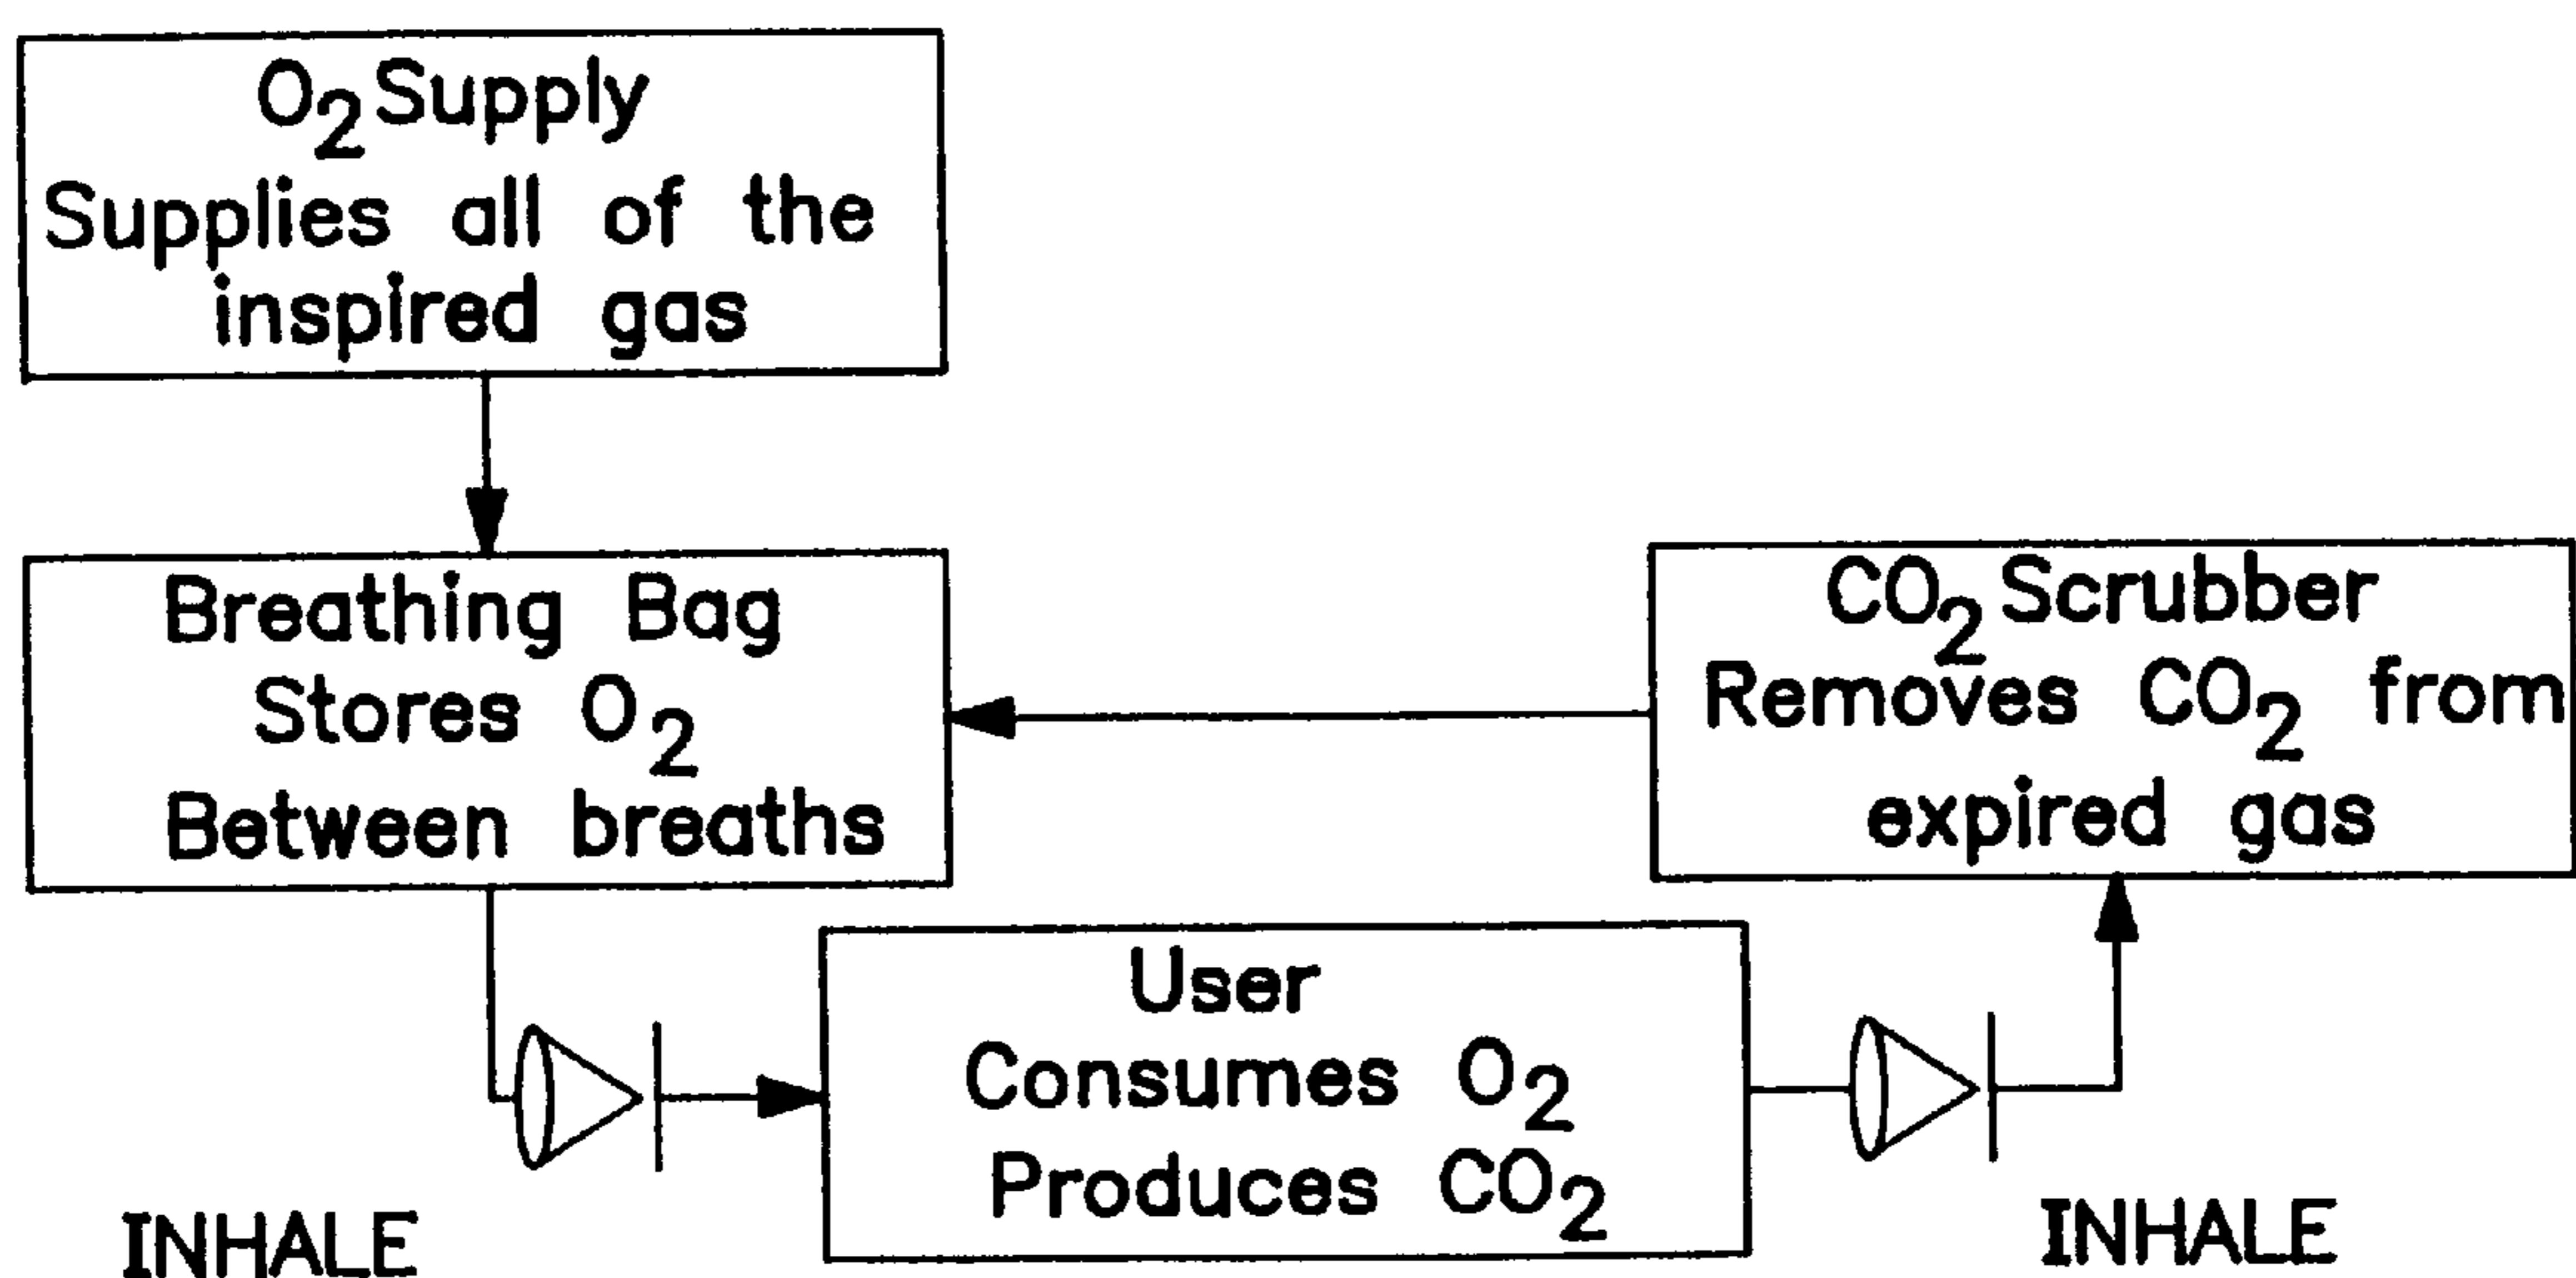 O₂ Supply
Supplies all of the
inspired gas
Breathing Bag
Stores O₂
Between breaths
CO₂ Scrubber
Removes CO₂ from
expired gas
User
Consumes O₂
Produces CO₂
INHALE
INHALE